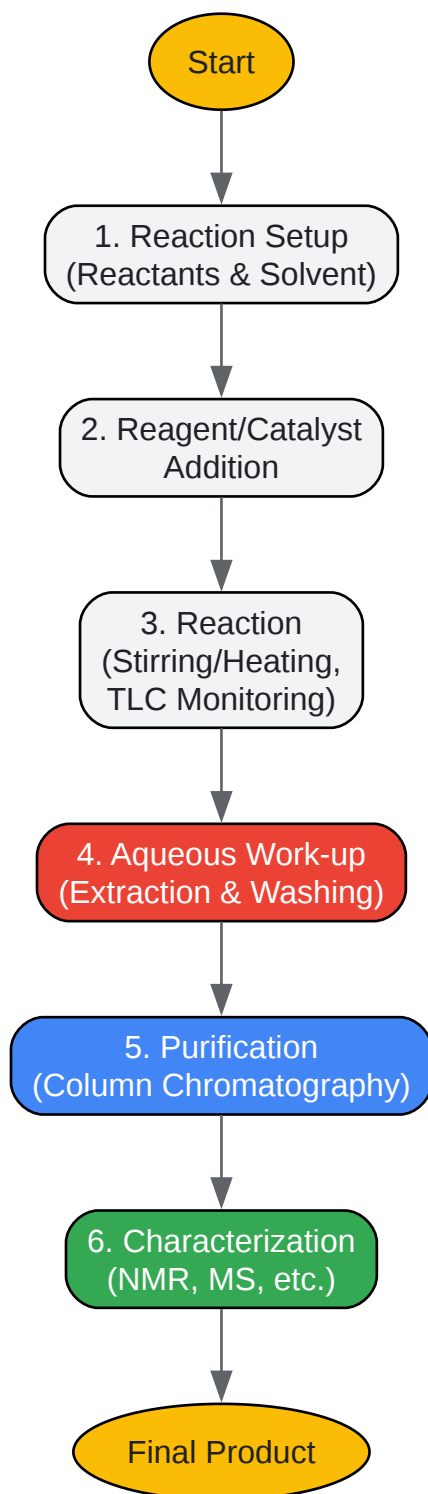 Start
1. Reaction Setup
(Reactants & Solvent)
2. Reagent/Catalyst
Addition
3. Reaction
(Stirring/Heating,
TLC Monitoring)
4. Aqueous Work-up
(Extraction & Washing)
5. Purification
(Column Chromatography)
6. Characterization
(NMR, MS, etc.)
Final Product